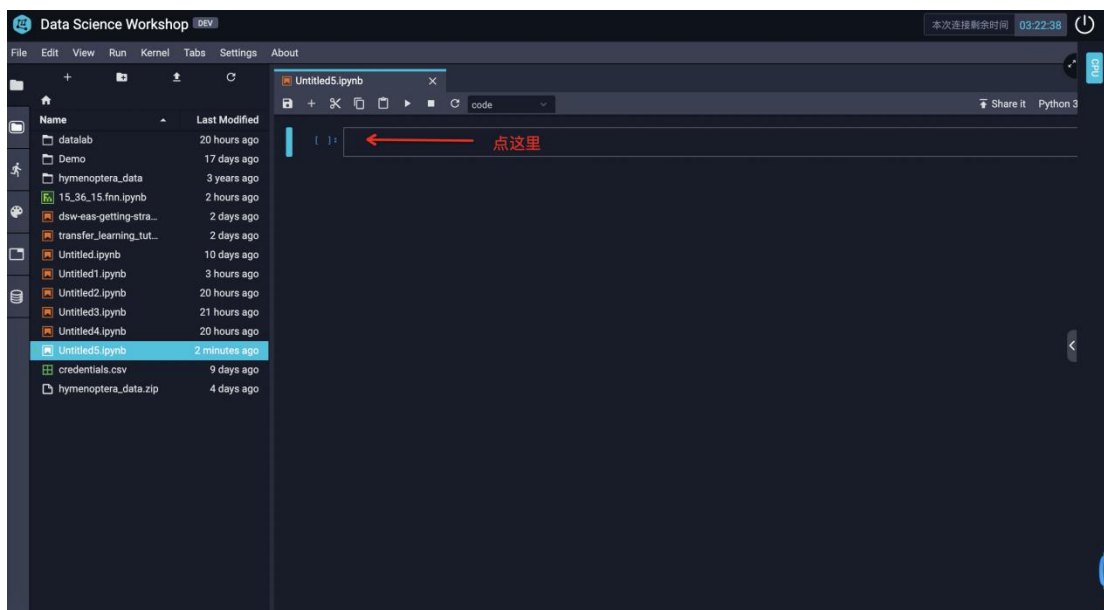 Data Science Workshop DEV
本次连接剩余时间 03:22:38
File Edit View Run Kernel Tabs Settings About
Untitled5.ipynb
CPU
code
Share it Python 3
Name Last Modified
[ ]:
点这里
datalab 20 hours ago
Demo 17 days ago
hymenoptera_data 3 years ago
15_36_15.fnn.ipynb 2 hours ago
dsw-eas-getting-stra... 2 days ago
transfer_learning_tut... 2 days ago
Untitled.ipynb 10 days ago
Untitled1.ipynb 3 hours ago
Untitled2.ipynb 20 hours ago
Untitled3.ipynb 21 hours ago
Untitled4.ipynb 20 hours ago
Untitled5.ipynb 2 minutes ago
credentials.csv 9 days ago
hymenoptera_data.zip 4 days ago